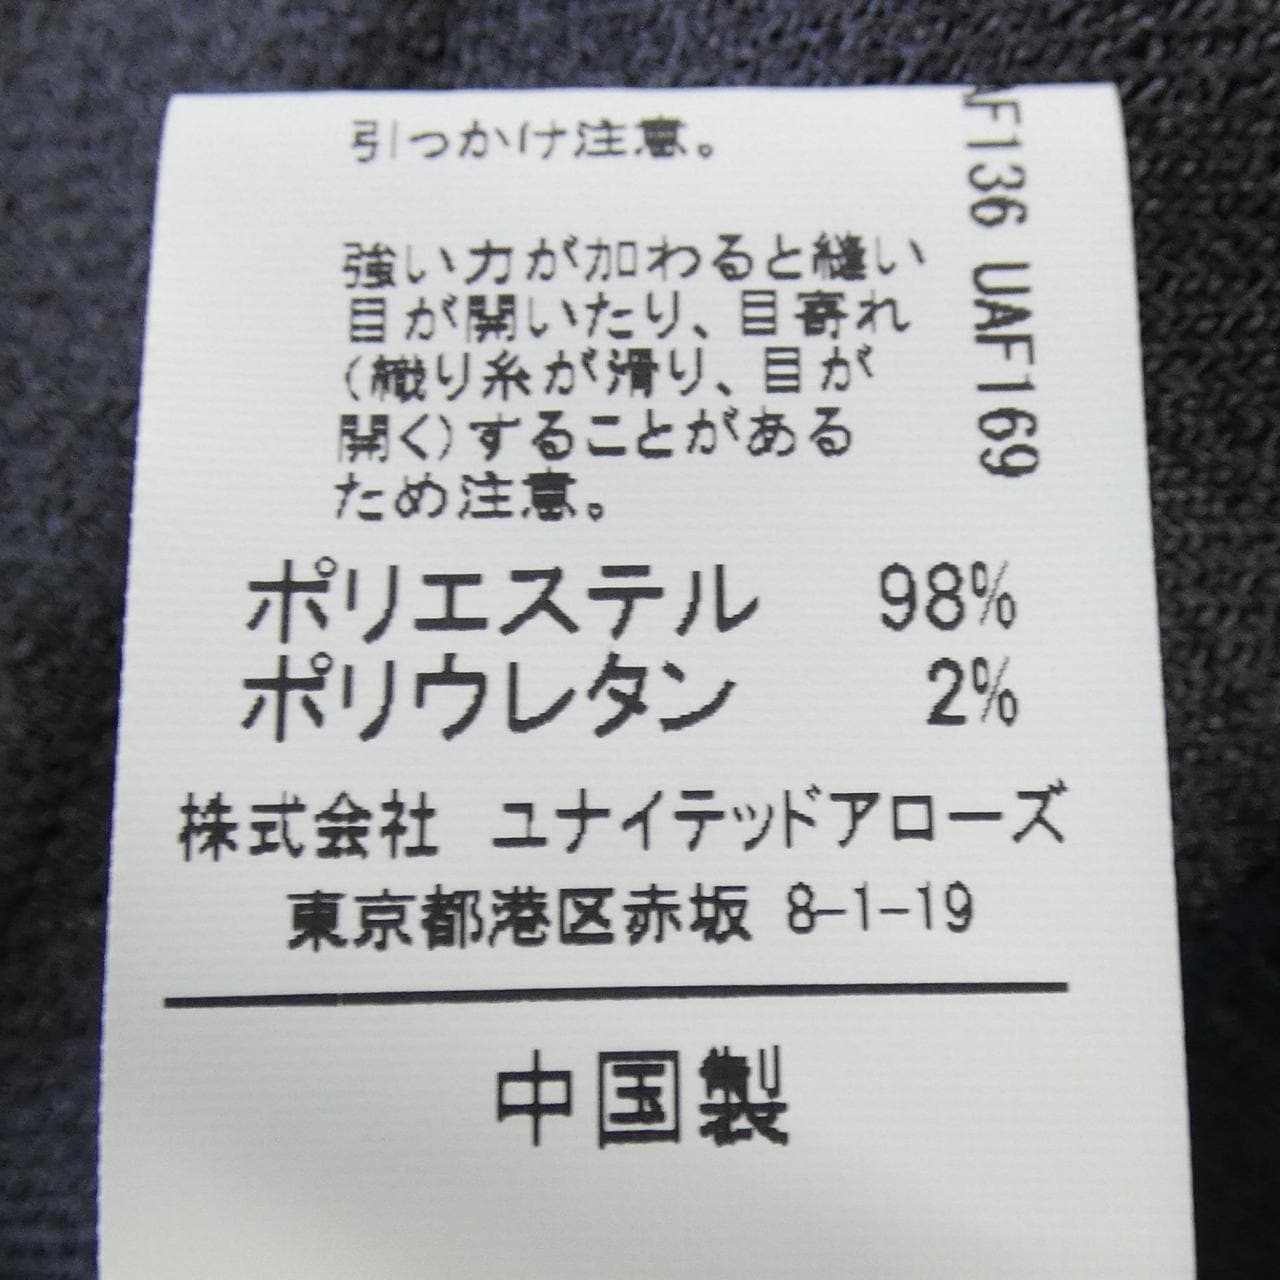 引っかけ注意。
強い力が加わると縫い
目が開いたり、目寄れ
(織り糸が滑り、目が
開く)することがある
ため注意。
ポリエステル 98%
ポリウレタン 2%
株式会社 ユナイテッドアローズ
東京都港区赤坂 8-1-19
中国製
AF136 UAF169